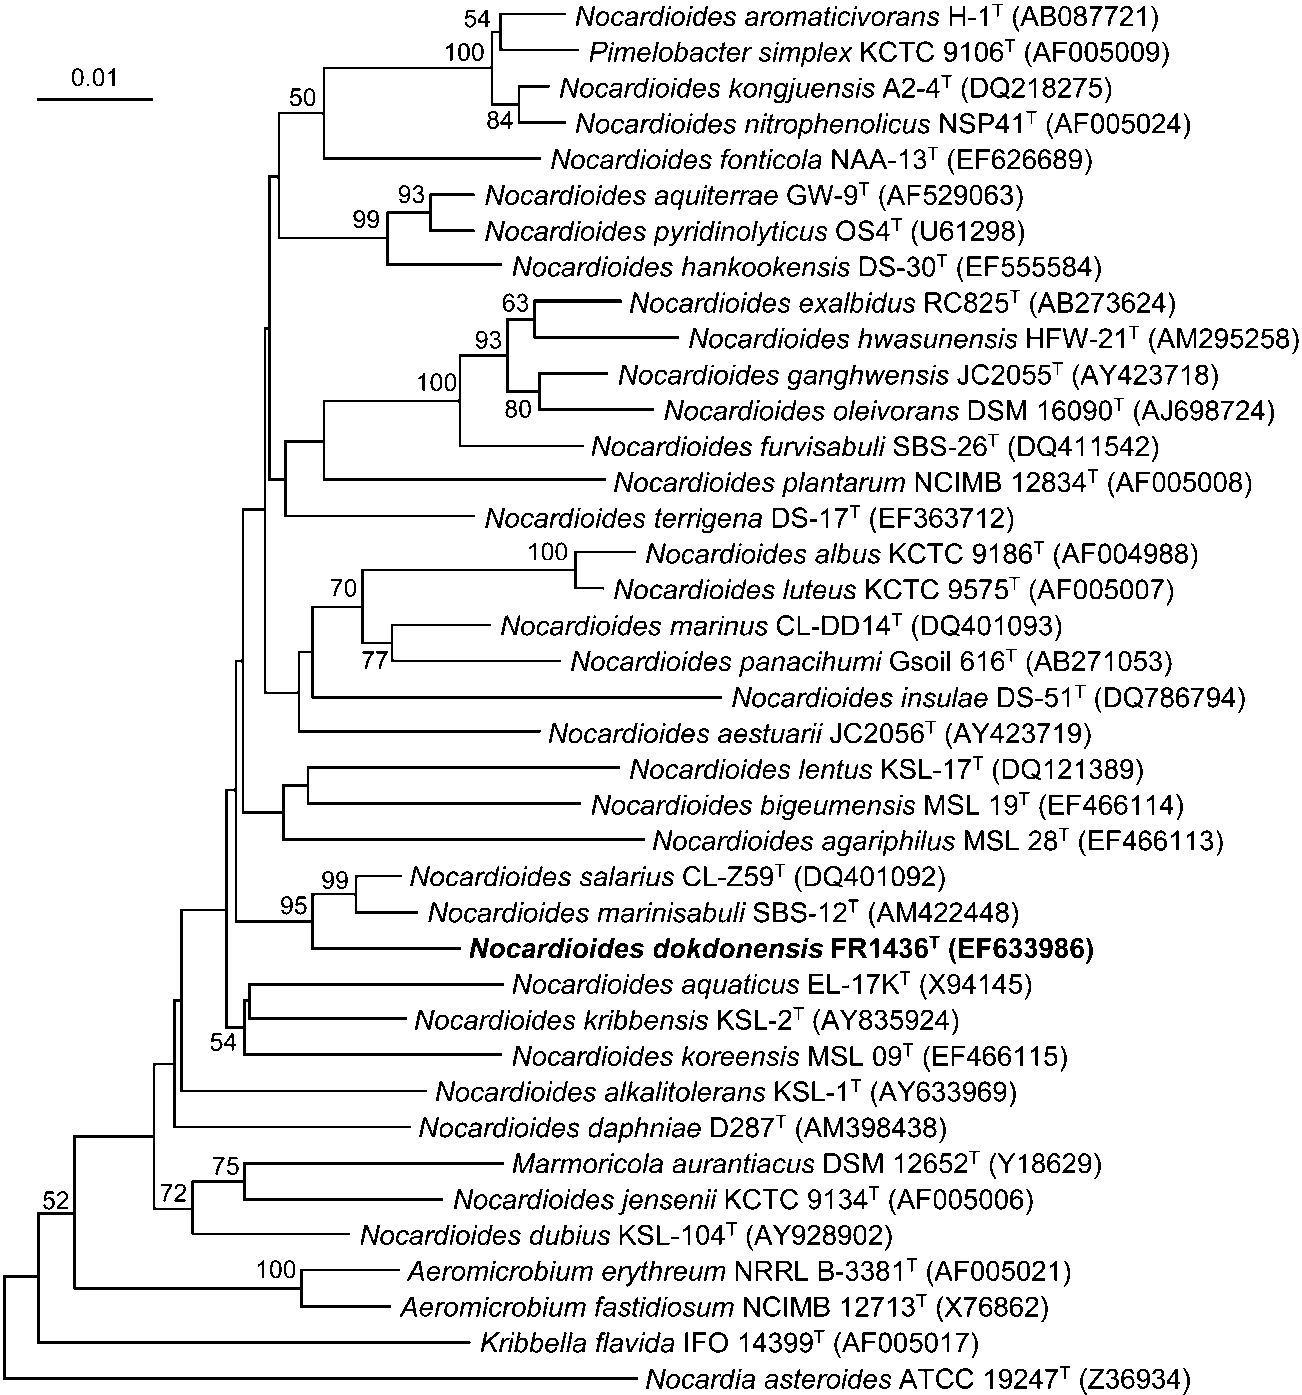 54 Nocardioides aromaticivorans H-1ᵀ (AB087721)
100 Pimelobacter simplex KCTC 9106ᵀ (AF005009)
0.01
Nocardioides kongjuensis A2-4ᵀ (DQ218275)
50
84 Nocardioides nitrophenolicus NSP41ᵀ (AF005024)
Nocardioides fonticola NAA-13ᵀ (EF626689)
93 Nocardioides aquiterrae GW-9ᵀ (AF529063)
99 Nocardioides pyridinolyticus OS4ᵀ (U61298)
Nocardioides hankookensis DS-30ᵀ (EF555584)
63 Nocardioides exalbidus RC825ᵀ (AB273624)
93 Nocardioides hwasunensis HFW-21ᵀ (AM295258)
100 Nocardioides ganghwensis JC2055ᵀ (AY423718)
80 Nocardioides oleivorans DSM 16090ᵀ (AJ698724)
Nocardioides furvisabuli SBS-26ᵀ (DQ411542)
Nocardioides plantarum NCIMB 12834ᵀ (AF005008)
Nocardioides terrigena DS-17ᵀ (EF363712)
100 Nocardioides albus KCTC 9186ᵀ (AF004988)
70 Nocardioides luteus KCTC 9575ᵀ (AF005007)
Nocardioides marinus CL-DD14ᵀ (DQ401093)
77 Nocardioides panacihumi Gsoil 616ᵀ (AB271053)
Nocardioides insulae DS-51ᵀ (DQ786794)
Nocardioides aestuarii JC2056ᵀ (AY423719)
Nocardioides lentus KSL-17ᵀ (DQ121389)
Nocardioides bigeumensis MSL 19ᵀ (EF466114)
Nocardioides agariphilus MSL 28ᵀ (EF466113)
99 Nocardioides salarius CL-Z59ᵀ (DQ401092)
95 Nocardioides marinisabuli SBS-12ᵀ (AM422448)
Nocardioides dokdonensis FR1436ᵀ (EF633986)
Nocardioides aquaticus EL-17Kᵀ (X94145)
Nocardioides kribbensis KSL-2ᵀ (AY835924)
54 Nocardioides koreensis MSL 09ᵀ (EF466115)
Nocardioides alkalitolerans KSL-1ᵀ (AY633969)
Nocardioides daphniae D287ᵀ (AM398438)
75 Marmoricola aurantiacus DSM 12652ᵀ (Y18629)
52 72 Nocardioides jensenii KCTC 9134ᵀ (AF005006)
Nocardioides dubius KSL-104ᵀ (AY928902)
100 Aeromicrobium erythreum NRRL B-3381ᵀ (AF005021)
Aeromicrobium fastidiosum NCIMB 12713ᵀ (X76862)
Kribbella flavida IFO 14399ᵀ (AF005017)
Nocardia asteroides ATCC 19247ᵀ (Z36934)